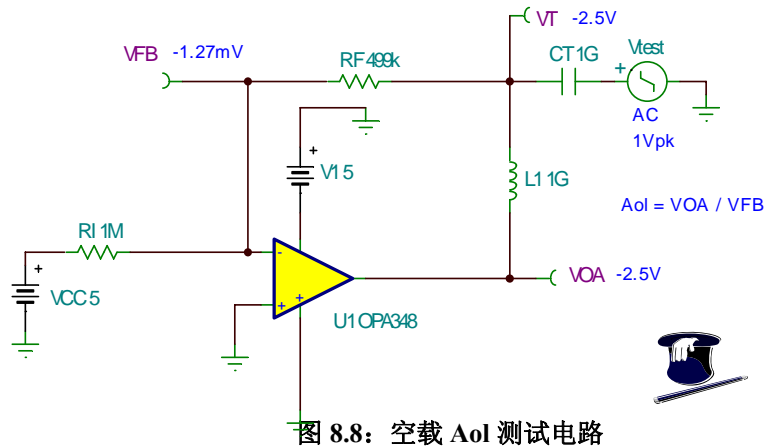 VT -2.5V
VFB -1.27mV
RF 499k
CT 1G
Vtest
+
AC
1Vpk
+
V1 5
L1 1G
Aol = VOA / VFB
RI 1M
+
VCC 5
-
+
+
U1 OPA348
VOA -2.5V
图 8.8：空载 Aol 测试电路